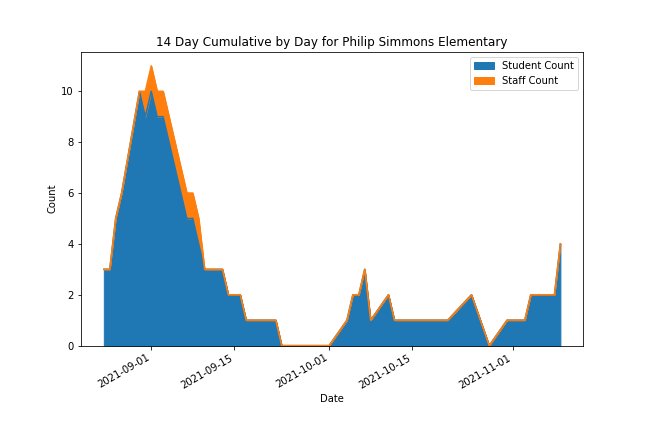 14 Day Cumulative by Day for Philip Simmons Elementary
Student Count
Staff Count
Count
10
8
6
4
2
0
2021-09-01
2021-09-15
2021-10-01
2021-10-15
2021-11-01
Date